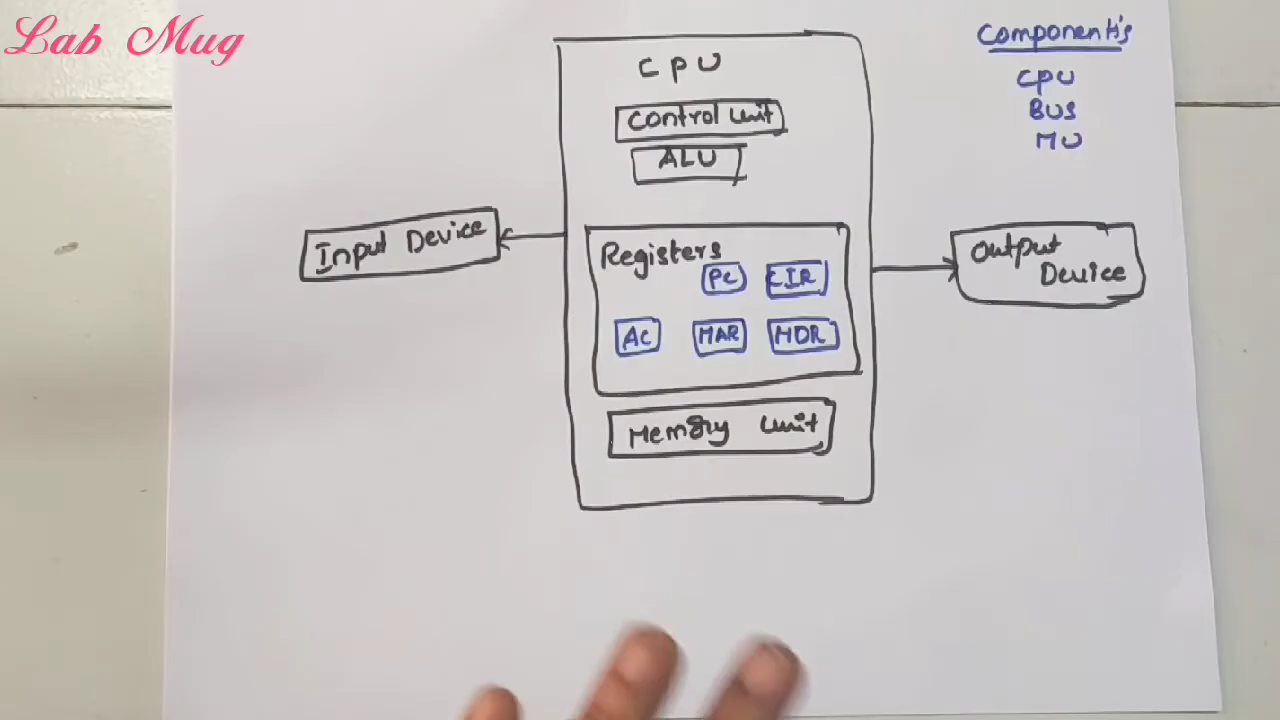 Lab Mug
Component's
CPU
BUS
MU
CPU
Control Unit
ALU
Input Device
Registers
PC
CIR
AC
MAR
MDR
Output
Device
Memory Unit